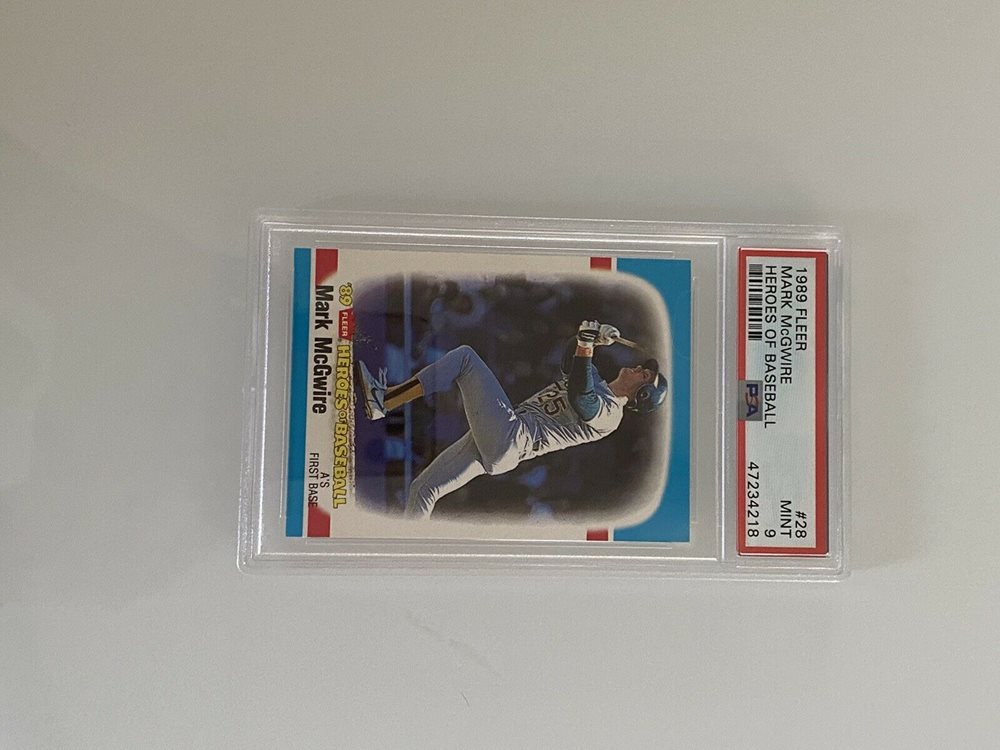 1989 FLEER #28
MARK McGWIRE MINT
HEROES OF BASEBALL 9
PSA 47234218
25
'89 FLEER HEROES OF BASEBALL
Mark McGwire
A'S
FIRST BASE